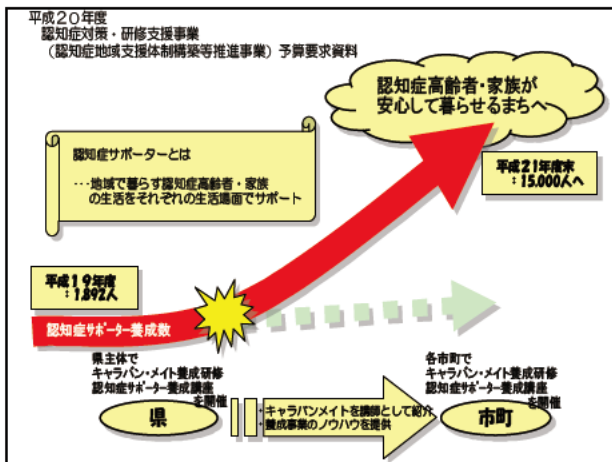 平成20年度
認知症対策・研修支援事業
（認知症地域支援体制構築等推進事業）予算要求資料
認知症高齢者・家族が
安心して暮らせるまちへ
認知症サポーターとは
…地域で暮らす認知症高齢者・家族
の生活をそれぞれの生活場面でサポート
平成21年度末
：15,000人へ
平成19年度
：1,892人
認知症サポーター養成数
県主体で
キャラバン・メイト養成研修
認知症サポーター養成講座
を開催
県
・キャラバンメイトを講師として紹介
・養成事業のノウハウを提供
各市町で
キャラバン・メイト養成研修
認知症サポーター養成講座
を開催
市町